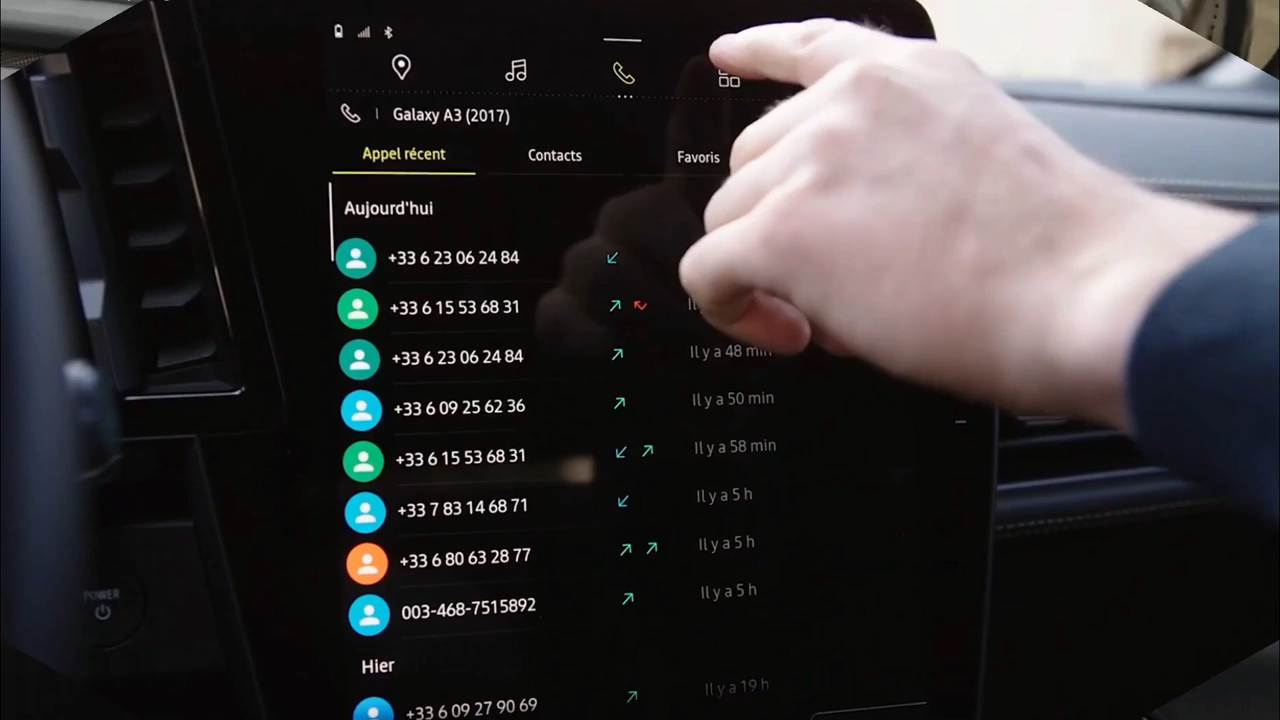 Galaxy A3 (2017)
Appel récent Contacts Favoris
Aujourd'hui
+33 6 23 06 24 84
+33 6 15 53 68 31 Il
+33 6 23 06 24 84 Il y a 48 min
+33 6 09 25 62 36 Il y a 50 min
+33 6 15 53 68 31 Il y a 58 min
+33 7 83 14 68 71 Il y a 5 h
+33 6 80 63 28 77 Il y a 5 h
POWER
003-468-7515892 Il y a 5 h
Hier
+33 6 09 27 90 69 Il y a 19 h